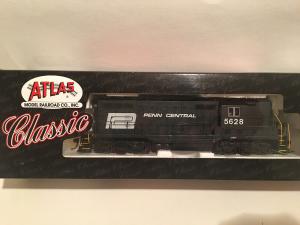 ATLAS
MODEL RAILROAD CO., INC.
Classic
PENN CENTRAL
5628